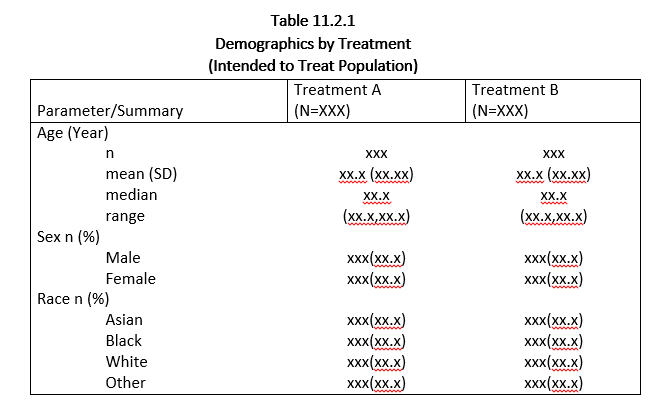 Table 11.2.1
Demographics by Treatment
(Intended to Treat Population)
Parameter/Summary Treatment A (N=XXX) Treatment B (N=XXX)
Age (Year)
n xxx xxx
mean (SD) xx.x (xx.xx) xx.x (xx.xx)
median xx.x xx.x
range (xx.x,xx.x) (xx.x,xx.x)
Sex n (%)
Male xxx(xx.x) xxx(xx.x)
Female xxx(xx.x) xxx(xx.x)
Race n (%)
Asian xxx(xx.x) xxx(xx.x)
Black xxx(xx.x) xxx(xx.x)
White xxx(xx.x) xxx(xx.x)
Other xxx(xx.x) xxx(xx.x)